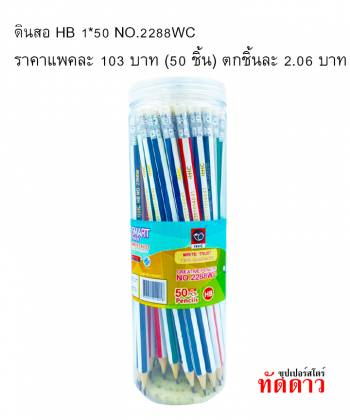 ดินสอ HB 1*50 NO.2288WC
ราคาแพคละ 103 บาท (50 ชิ้น) ตกชิ้นละ 2.06 บาท
SMART
WRITE TRUST
NO.2288W
50
Pencils
HB
ซุปเปอร์สโตร์
ทัดดาว